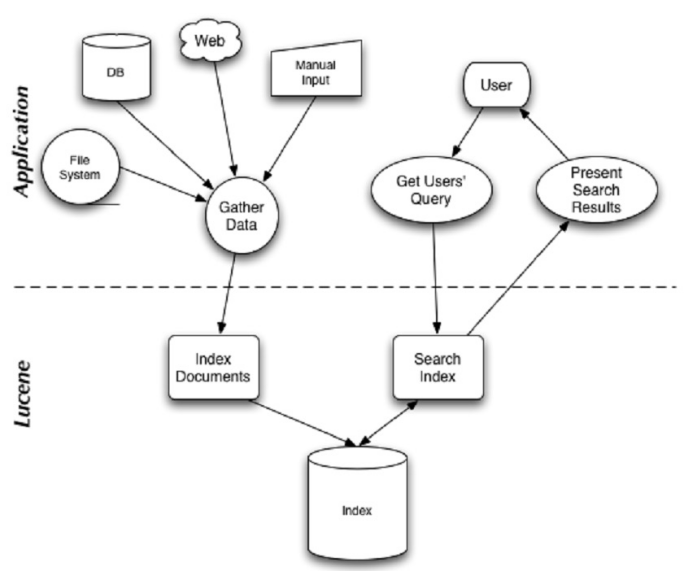 Application
DB
Web
Manual
Input
File
System
Gather
Data
User
Get Users'
Query
Present
Search
Results
Lucene
Index
Documents
Search
Index
Index